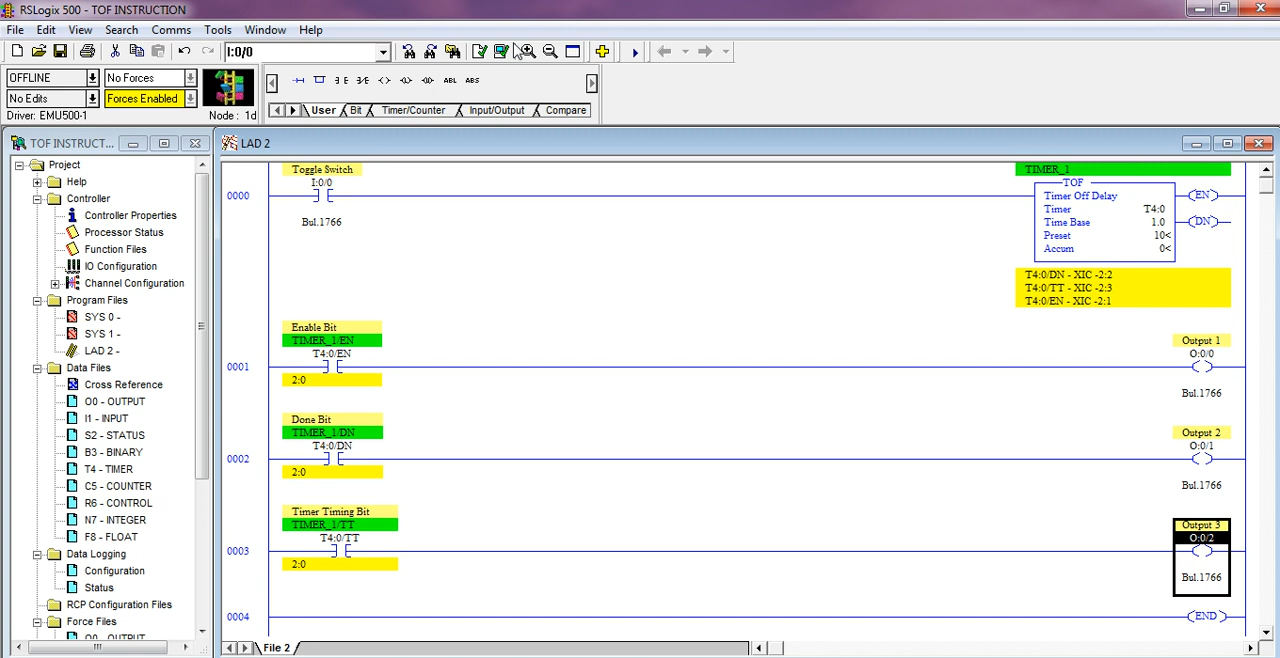 RSLogix 500 - TOF INSTRUCTION
File Edit View Search Comms Tools Window Help
I:0/0
OFFLINE No Forces
No Edits Forces Enabled
Driver: EMU500-1 Node : 1d
ABL ABS
User Bit Timer/Counter Input/Output Compare
TOF INSTRUCT...
Project
Help
Controller
Controller Properties
Processor Status
Function Files
IO Configuration
Channel Configuration
Program Files
SYS 0 -
SYS 1 -
LAD 2 -
Data Files
Cross Reference
O0 - OUTPUT
I1 - INPUT
S2 - STATUS
B3 - BINARY
T4 - TIMER
C5 - COUNTER
R6 - CONTROL
N7 - INTEGER
F8 - FLOAT
Data Logging
Configuration
Status
RCP Configuration Files
Force Files
O0 - OUTPUT
LAD 2
Toggle Switch
I:0/0
0000
Bul.1766
TIMER_1
TOF
Timer Off Delay
Timer T4:0
Time Base 1.0
Preset 10<
Accum 0<
EN
DN
T4:0/DN - XIC -2:2
T4:0/TT - XIC -2:3
T4:0/EN - XIC -2:1
Enable Bit
TIMER_1/EN
T4:0/EN
0001
2:0
Output 1
O:0/0
Bul.1766
Done Bit
TIMER_1/DN
T4:0/DN
0002
2:0
Output 2
O:0/1
Bul.1766
Timer Timing Bit
TIMER_1/TT
T4:0/TT
0003
2:0
Output 3
O:0/2
Bul.1766
0004
END
File 2